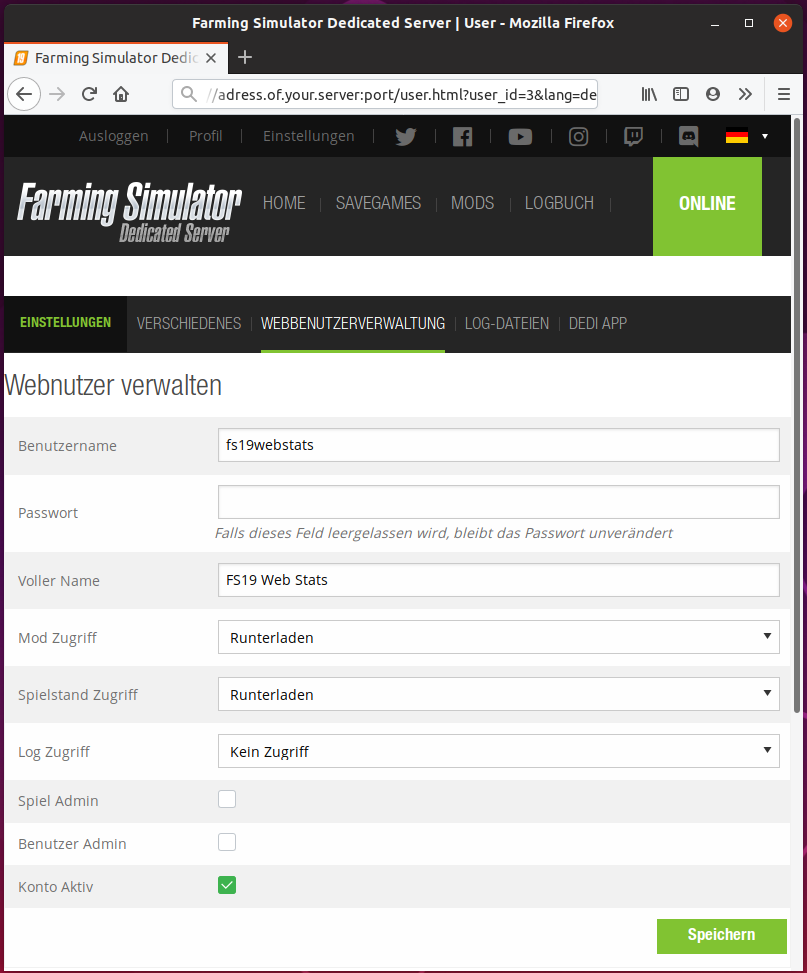 Farming Simulator Dedicated Server | User - Mozilla Firefox
19 Farming Simulator Dedic
//adress.of.your.server:port/user.html?user_id=3&lang=de
Ausloggen Profil Einstellungen
Farming Simulator
Dedicated Server
HOME SAVEGAMES MODS LOGBUCH ONLINE
EINSTELLUNGEN VERSCHIEDENES WEBBENUTZERVERWALTUNG LOG-DATEIEN DEDI APP
Webnutzer verwalten
Benutzername fs19webstats
Passwort
Falls dieses Feld leergelassen wird, bleibt das Passwort unverändert
Voller Name FS19 Web Stats
Mod Zugriff Runterladen
Spielstand Zugriff Runterladen
Log Zugriff Kein Zugriff
Spiel Admin
Benutzer Admin
Konto Aktiv
Speichern